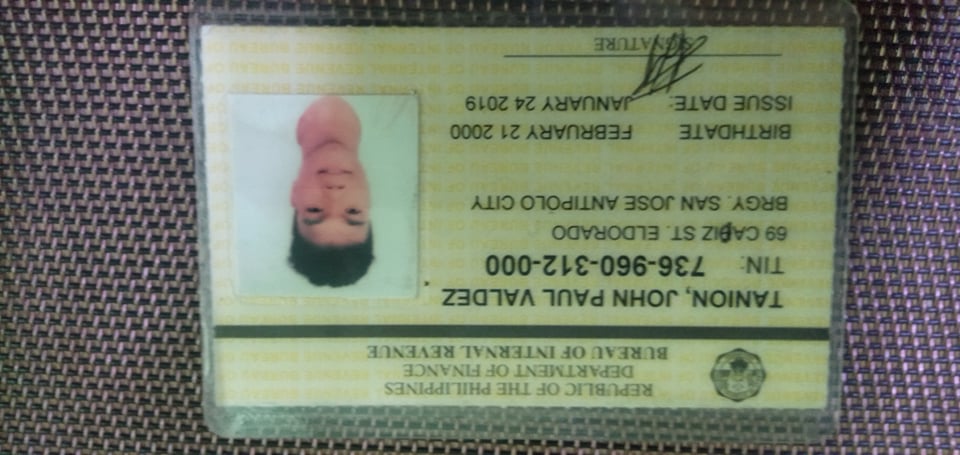 REPUBLIC OF THE PHILIPPINES
DEPARTMENT OF FINANCE
BUREAU OF INTERNAL REVENUE
TANION, JOHN PAUL VALDEZ
TIN: 736-960-312-000
69 CADIZ ST. ELDORADO
BRGY. SAN JOSE ANTIPOLO CITY
BIRTHDATE FEBRUARY 21 2000
ISSUE DATE: JANUARY 24 2019
SIGNATURE